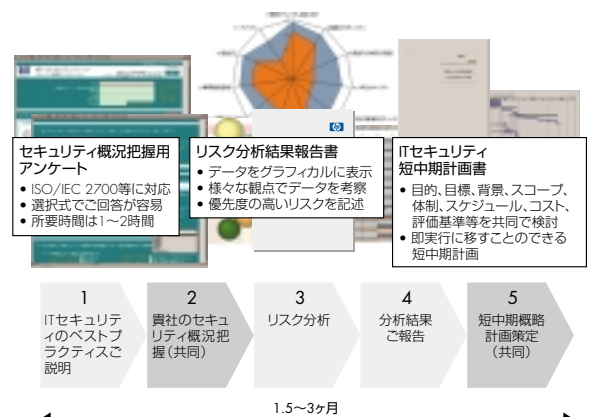 セキュリティ概況把握用
アンケート
• ISO/IEC 2700等に対応
• 選択式でご回答が容易
• 所要時間は1～2時間
リスク分析結果報告書
• データをグラフィカルに表示
• 様々な観点でデータを考察
• 優先度の高いリスクを記述
ITセキュリティ
短中期計画書
• 目的、目標、背景、スコープ、
体制、スケジュール、コスト、
評価基準等を共同で検討
• 即実行に移すことのできる
短中期計画
1
ITセキュリテ
ィのベストプ
ラクティスご
説明
2
貴社のセキュ
リティ概況把
握（共同）
3
リスク分析
4
分析結果
ご報告
5
短中期概略
計画策定
（共同）
1.5～3ヶ月